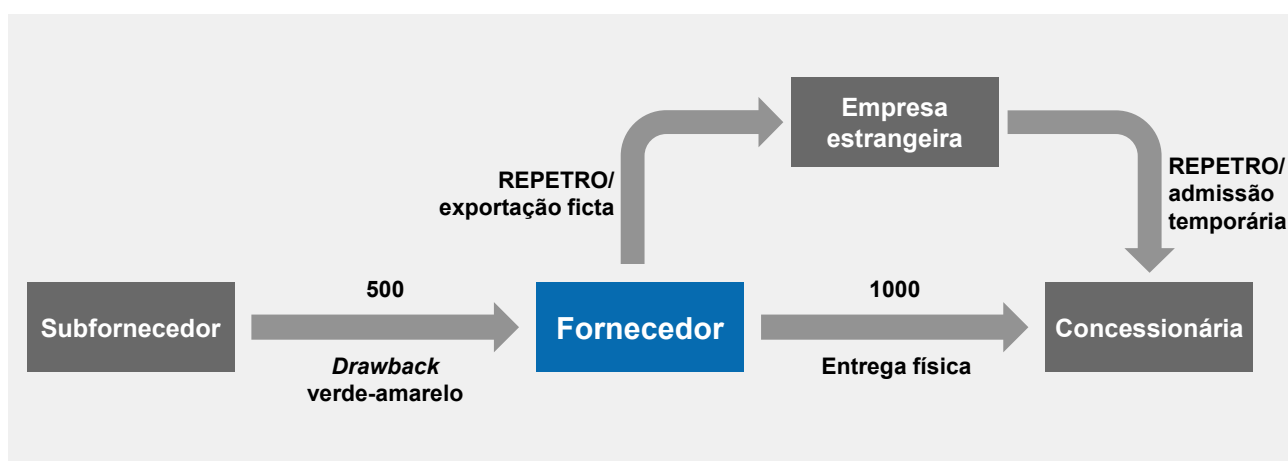 Empresa
estrangeira
REPETRO/
exportação ficta
REPETRO/
admissão
temporária
Subfornecedor
500
Drawback
verde-amarelo
Fornecedor
1000
Entrega física
Concessionária